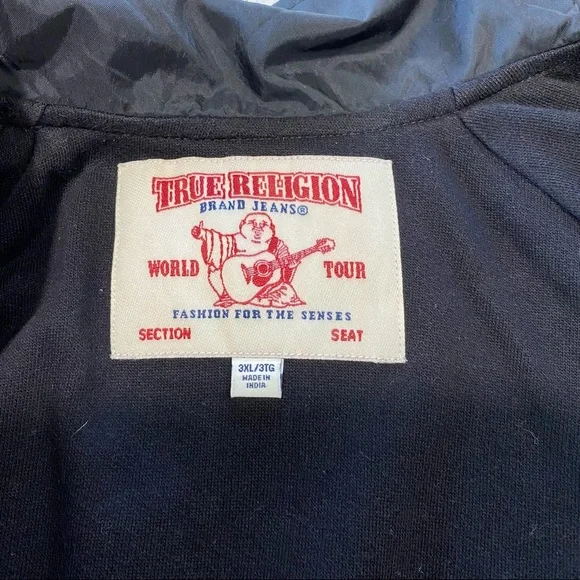 TRUE RELIGION
BRAND JEANS®
WORLD TOUR
FASHION FOR THE SENSES
SECTION SEAT
3XL/3TG
MADE IN
INDIA